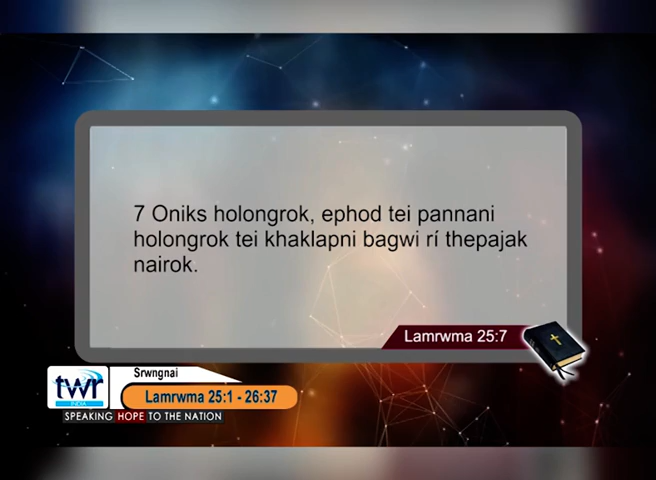 7 Oniks holongrok, ephod tei pannani
holongrok tei khaklapni bagwi rí thepajak
nairok.
Lamrwma 25:7
Srwngnai
twr
INDIA
Lamrwma 25:1 - 26:37
SPEAKING HOPE TO THE NATION